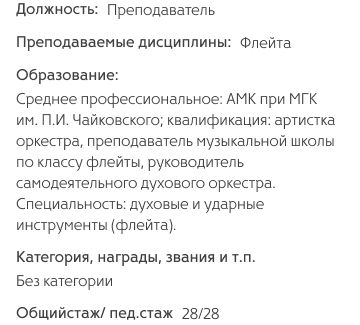 Должность: Преподаватель
Преподаваемые дисциплины: Флейта
Образование:
Среднее профессиональное: АМК при МГК
им. П.И. Чайковского; квалификация: артистка
оркестра, преподаватель музыкальной школы
по классу флейты, руководитель
самодеятельного духового оркестра.
Специальность: духовые и ударные
инструменты (флейта).
Категория, награды, звания и т.п.
Без категории
Общийстаж/ пед.стаж 28/28